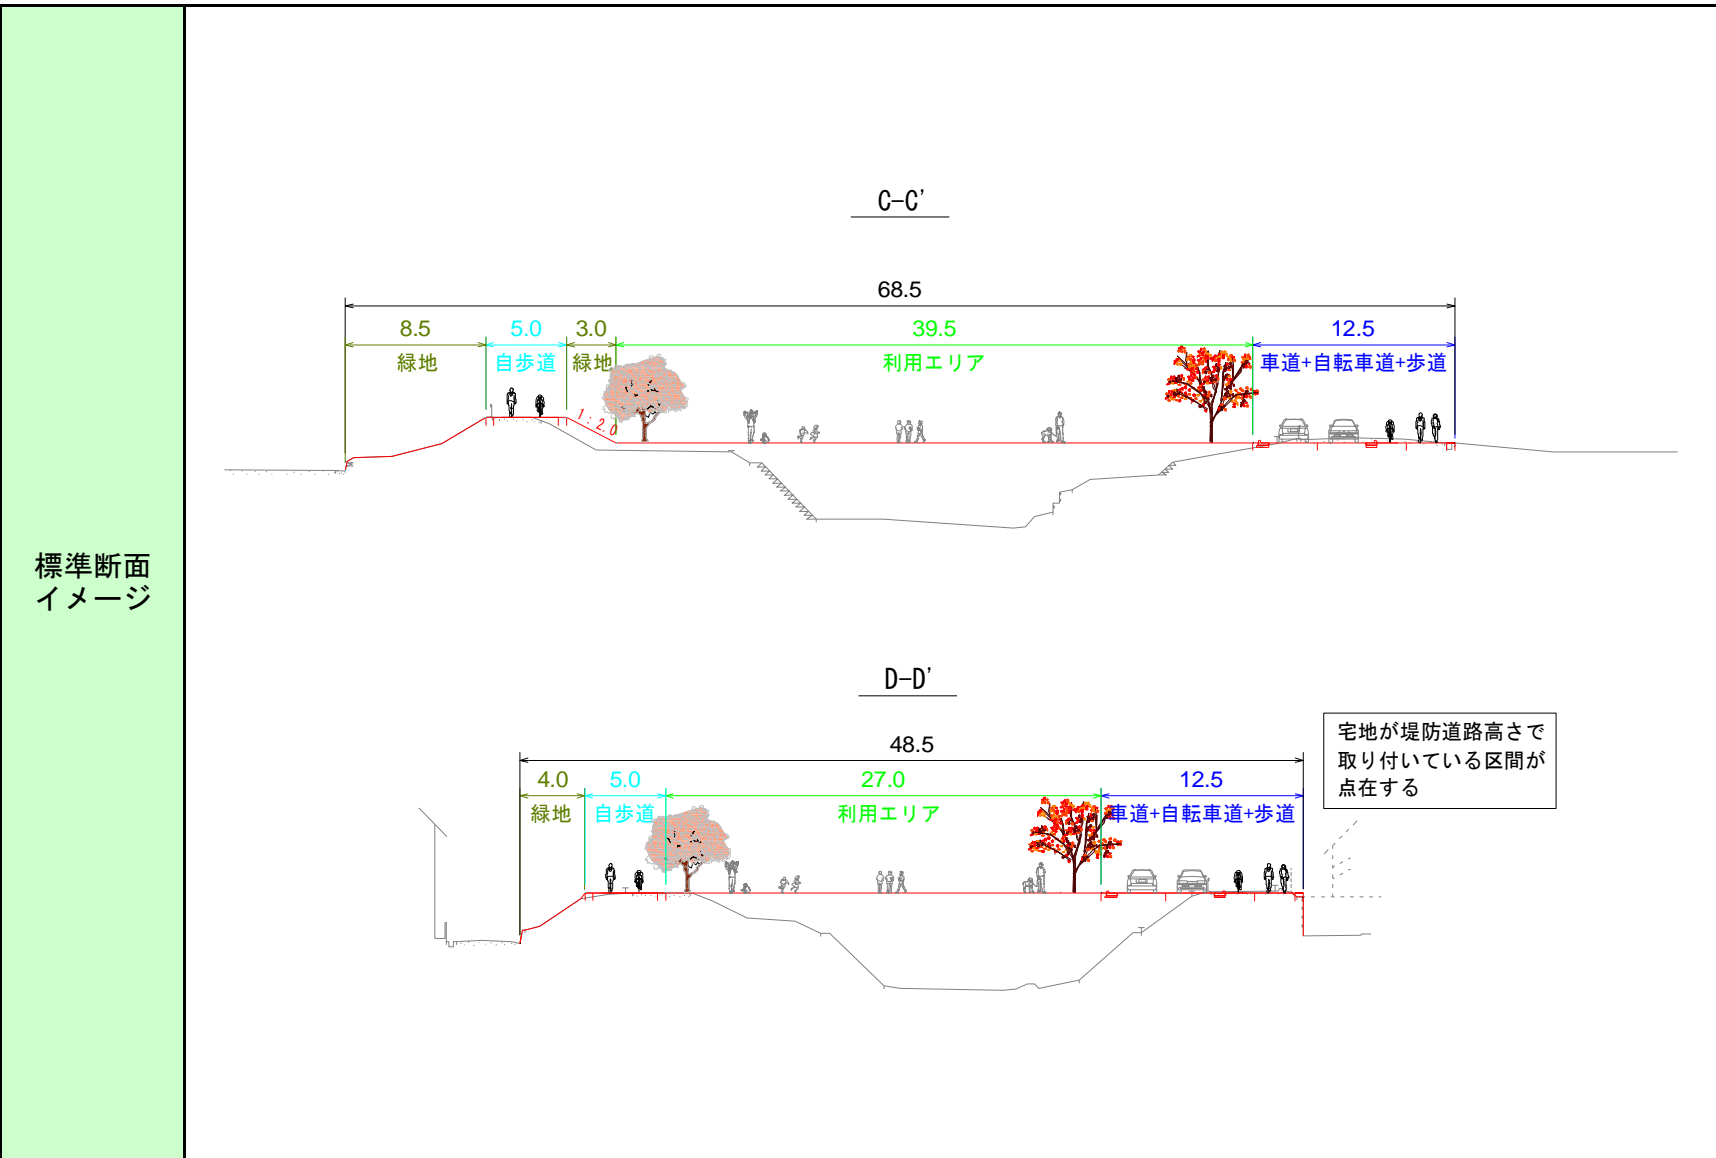 標準断面
イメージ
C-C'
68.5
8.5 5.0 3.0 39.5 12.5
緑地 自歩道 緑地 利用エリア 車道+自転車道+歩道
1:2.0
D-D'
48.5
4.0 5.0 27.0 12.5
緑地 自歩道 利用エリア 車道+自転車道+歩道
宅地が堤防道路高さで
取り付いている区間が
点在する